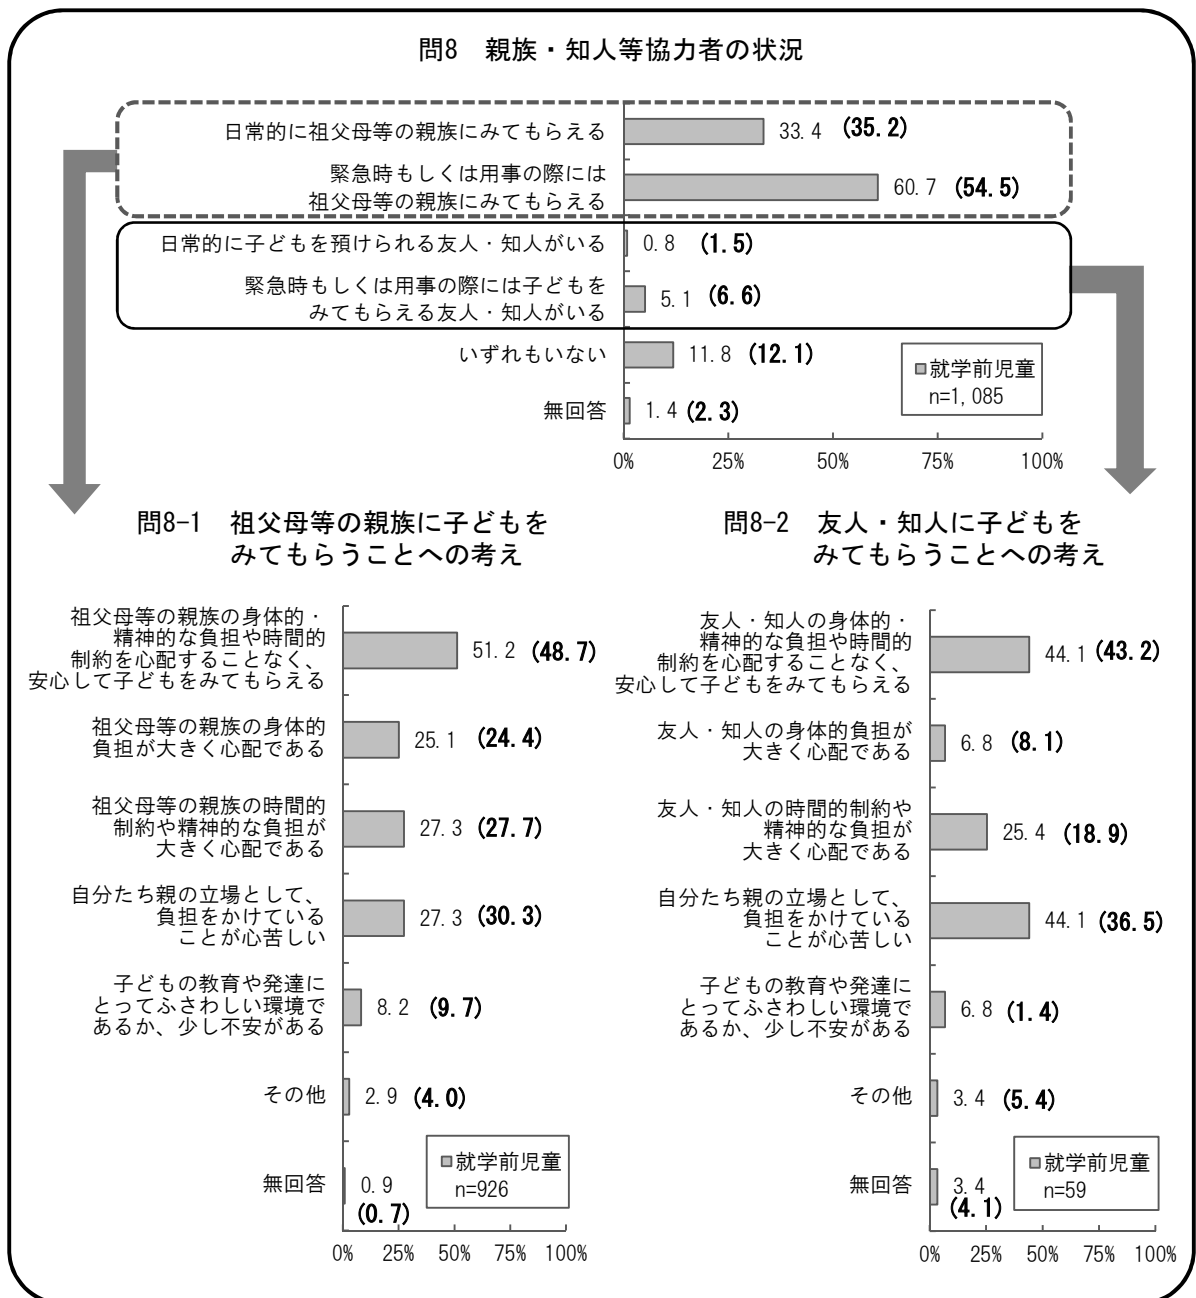 問8　親族・知人等協力者の状況
日常的に祖父母等の親族にみてもらえる
33.4 (35.2)
緊急時もしくは用事の際には
祖父母等の親族にみてもらえる
60.7 (54.5)
日常的に子どもを預けられる友人・知人がいる
0.8 (1.5)
緊急時もしくは用事の際には子どもを
みてもらえる友人・知人がいる
5.1 (6.6)
いずれもいない
11.8 (12.1)
無回答
1.4 (2.3)
就学前児童
n=1,085
0% 25% 50% 75% 100%
問8-1　祖父母等の親族に子どもを
みてもらうことへの考え
祖父母等の親族の身体的・
精神的な負担や時間的
制約を心配することなく、
安心して子どもをみてもらえる
51.2 (48.7)
祖父母等の親族の身体的
負担が大きく心配である
25.1 (24.4)
祖父母等の親族の時間的
制約や精神的な負担が
大きく心配である
27.3 (27.7)
自分たち親の立場として、
負担をかけている
ことが心苦しい
27.3 (30.3)
子どもの教育や発達に
とってふさわしい環境で
あるか、少し不安がある
8.2 (9.7)
その他
2.9 (4.0)
無回答
0.9
(0.7)
就学前児童
n=926
0% 25% 50% 75% 100%
問8-2　友人・知人に子どもを
みてもらうことへの考え
友人・知人の身体的・
精神的な負担や時間的
制約を心配することなく、
安心して子どもをみてもらえる
44.1 (43.2)
友人・知人の身体的負担が
大きく心配である
6.8 (8.1)
友人・知人の時間的制約や
精神的な負担が
大きく心配である
25.4 (18.9)
自分たち親の立場として、
負担をかけている
ことが心苦しい
44.1 (36.5)
子どもの教育や発達に
とってふさわしい環境で
あるか、少し不安がある
6.8 (1.4)
その他
3.4 (5.4)
無回答
3.4
(4.1)
就学前児童
n=59
0% 25% 50% 75% 100%